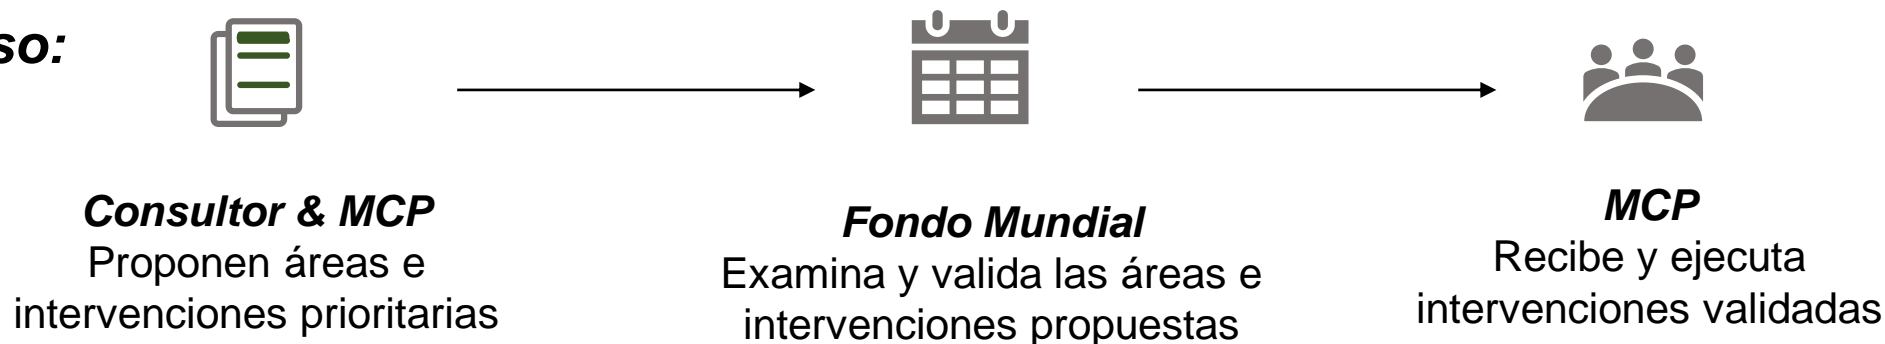 so:
Consultor & MCP
Proponen áreas e
intervenciones prioritarias
Fondo Mundial
Examina y valida las áreas e
intervenciones propuestas
MCP
Recibe y ejecuta
intervenciones validadas